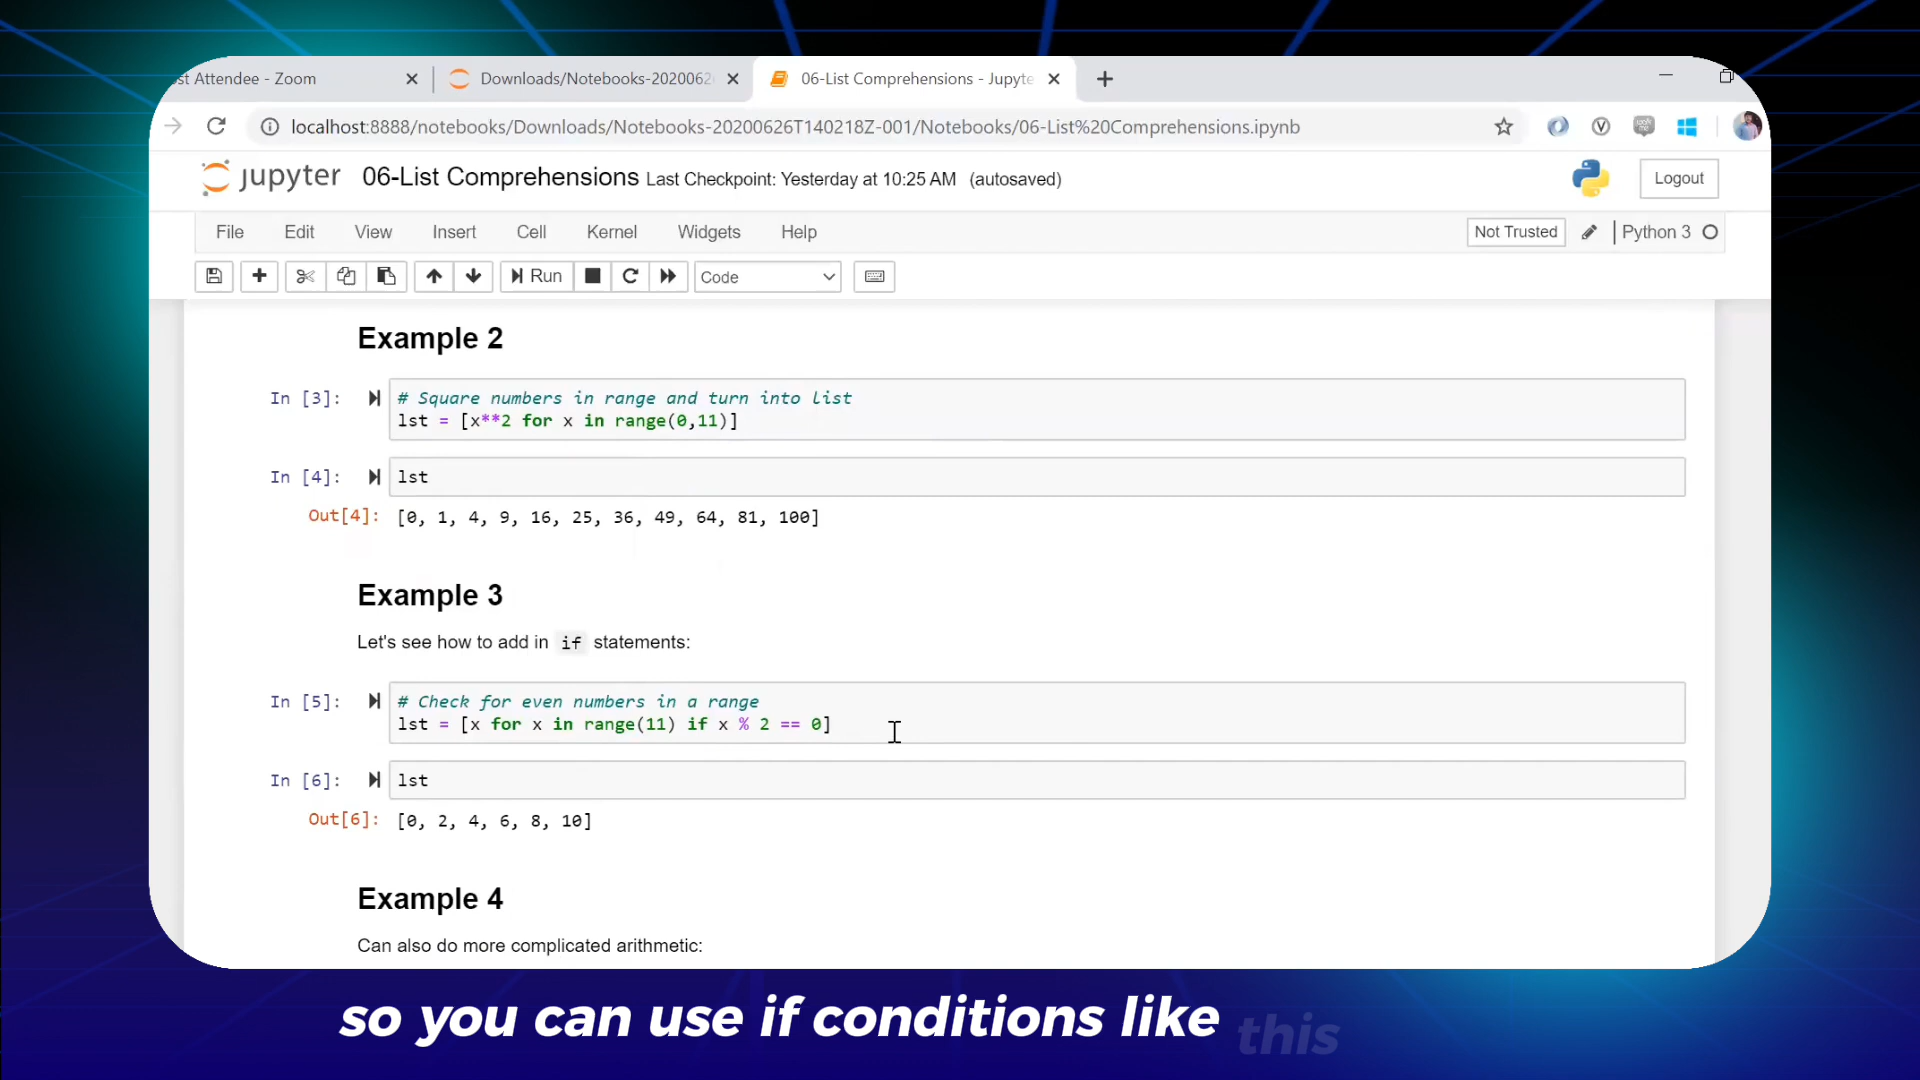 st Attendee - Zoom
Downloads/Notebooks-2020062
06-List Comprehensions - Jupyte
localhost:8888/notebooks/Downloads/Notebooks-20200626T140218Z-001/Notebooks/06-List%20Comprehensions.ipynb
jupyter 06-List Comprehensions Last Checkpoint: Yesterday at 10:25 AM (autosaved)
Logout
File Edit View Insert Cell Kernel Widgets Help
Not Trusted
Python 3
Run
Code
Example 2
In [3]:
# Square numbers in range and turn into list
lst = [x**2 for x in range(0,11)]
In [4]:
lst
Out[4]: [0, 1, 4, 9, 16, 25, 36, 49, 64, 81, 100]
Example 3
Let's see how to add in if statements:
In [5]:
# Check for even numbers in a range
lst = [x for x in range(11) if x % 2 == 0]
In [6]:
lst
Out[6]: [0, 2, 4, 6, 8, 10]
Example 4
Can also do more complicated arithmetic:
so you can use if conditions like this